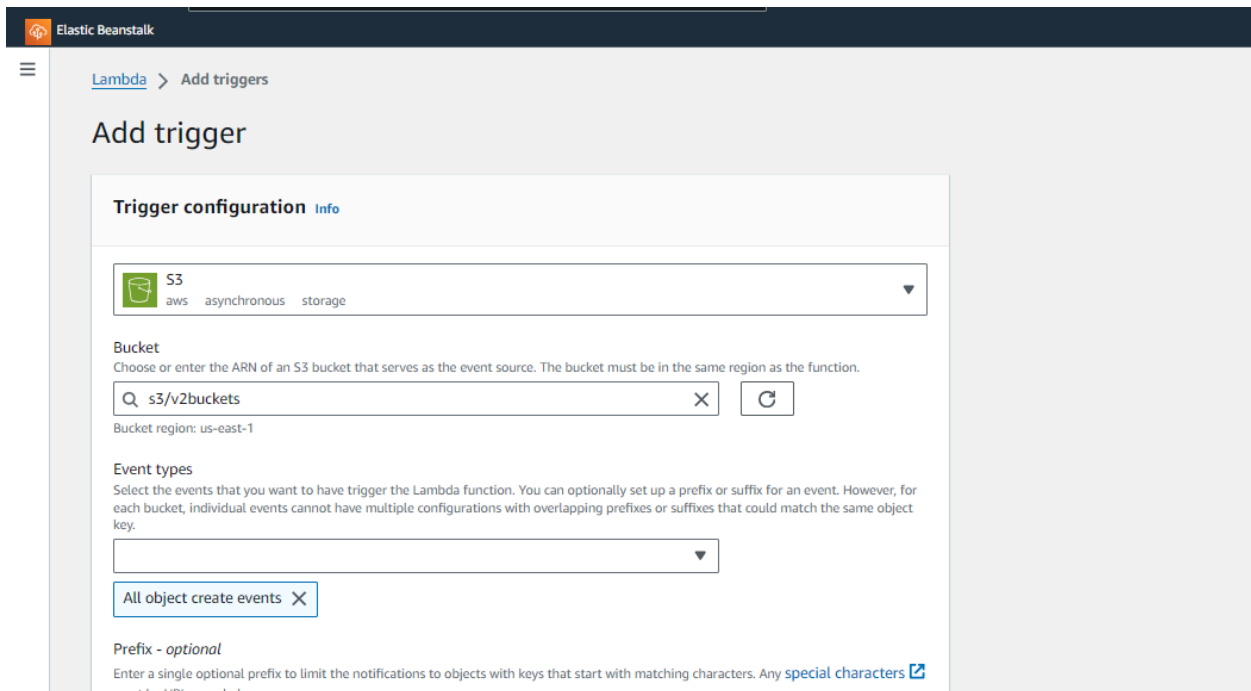 Elastic Beanstalk
Lambda > Add triggers
Add trigger
Trigger configuration Info
S3
aws asynchronous storage
Bucket
Choose or enter the ARN of an S3 bucket that serves as the event source. The bucket must be in the same region as the function.
s3/v2buckets
Bucket region: us-east-1
Event types
Select the events that you want to have trigger the Lambda function. You can optionally set up a prefix or suffix for an event. However, for
each bucket, individual events cannot have multiple configurations with overlapping prefixes or suffixes that could match the same object
key.
All object create events
Prefix - optional
Enter a single optional prefix to limit the notifications to objects with keys that start with matching characters. Any special characters